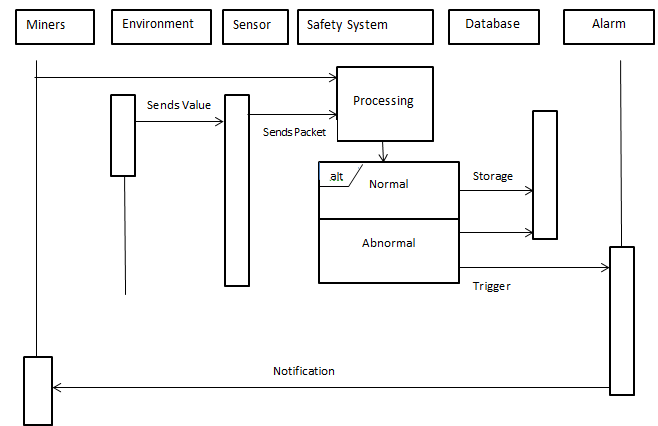 Miners
Environment
Sensor
Safety System
Database
Alarm
Processing
Sends Value
Sends Packet
alt
Normal
Storage
Abnormal
Trigger
Notification